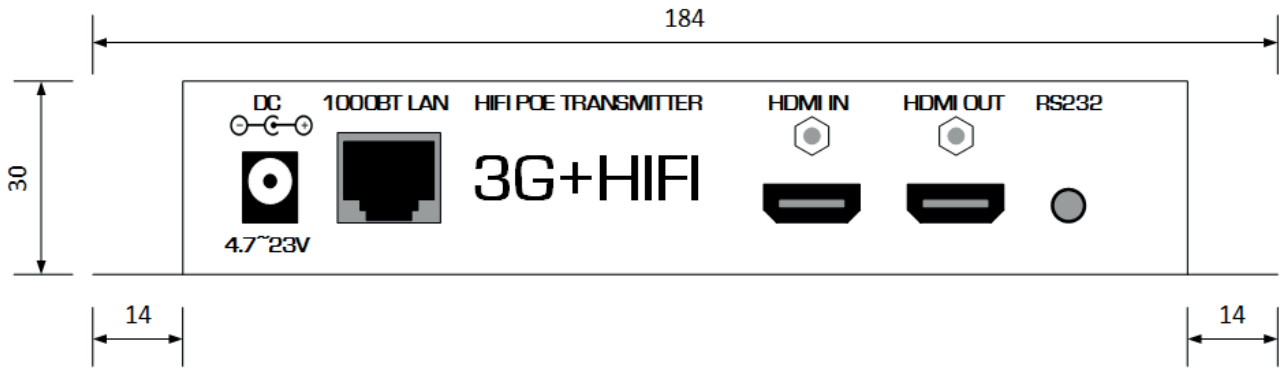 184
DC
1000BT LAN
HIFI POE TRANSMITTER
HDMI IN
HDMI OUT
RS232
30
3G+HIFI
4.7~23V
14
14